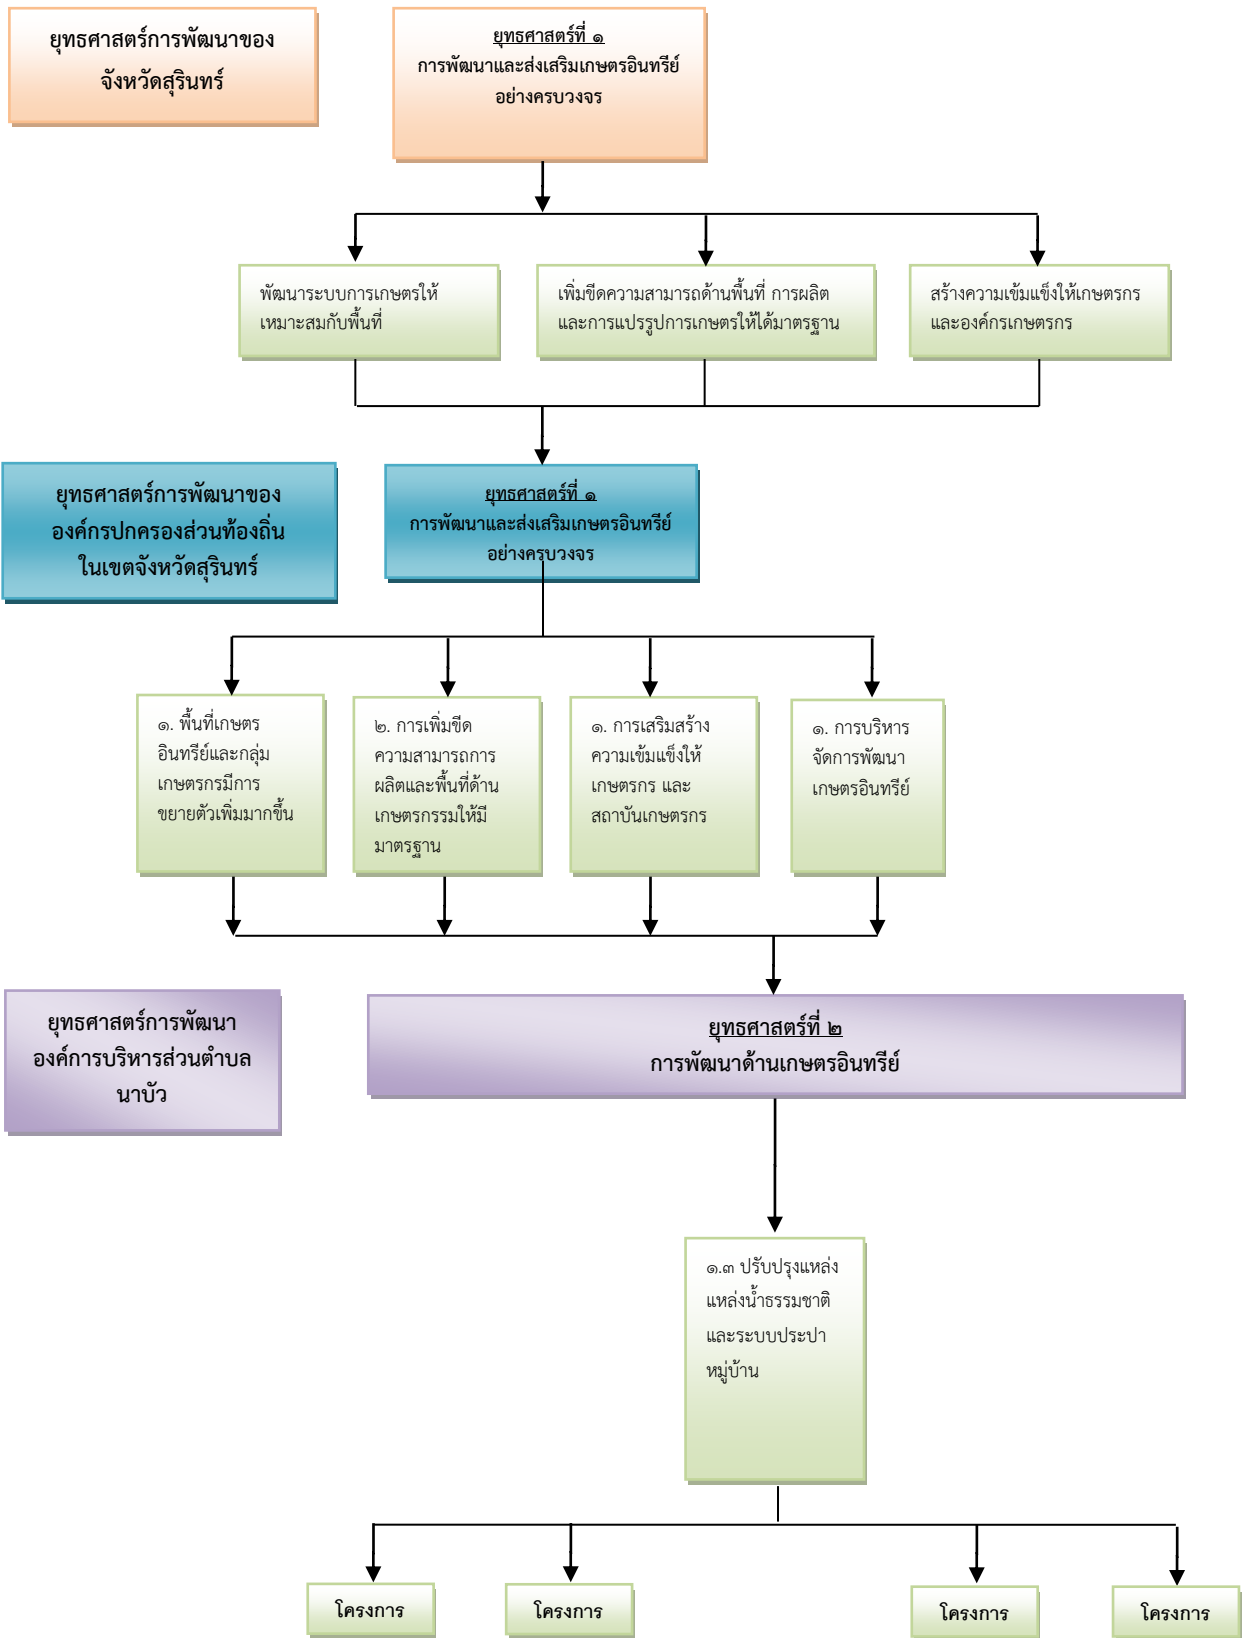 ยุทธศาสตร์การพัฒนาของ
จังหวัดสุรินทร์
ยุทธศาสตร์ที่ ๑
การพัฒนาและส่งเสริมเกษตรอินทรีย์
อย่างครบวงจร
พัฒนาระบบการเกษตรให้
เหมาะสมกับพื้นที่
เพิ่มขีดความสามารถด้านพื้นที่ การผลิต
และการแปรรูปการเกษตรให้ได้มาตรฐาน
สร้างความเข้มแข็งให้เกษตรกร
และองค์กรเกษตรกร
ยุทธศาสตร์การพัฒนาของ
องค์กรปกครองส่วนท้องถิ่น
ในเขตจังหวัดสุรินทร์
ยุทธศาสตร์ที่ ๑
การพัฒนาและส่งเสริมเกษตรอินทรีย์
อย่างครบวงจร
๑. พื้นที่เกษตร
อินทรีย์และกลุ่ม
เกษตรกรมีการ
ขยายตัวเพิ่มมากขึ้น
๒. การเพิ่มขีด
ความสามารถการ
ผลิตและพื้นที่ด้าน
เกษตรกรรมให้มี
มาตรฐาน
๑. การเสริมสร้าง
ความเข้มแข็งให้
เกษตรกร และ
สถาบันเกษตรกร
๑. การบริหาร
จัดการพัฒนา
เกษตรอินทรีย์
ยุทธศาสตร์การพัฒนา
องค์การบริหารส่วนตำบล
นาบัว
ยุทธศาสตร์ที่ ๒
การพัฒนาด้านเกษตรอินทรีย์
๑.๓ ปรับปรุงแหล่ง
แหล่งน้ำธรรมชาติ
และระบบประปา
หมู่บ้าน
โครงการ
โครงการ
โครงการ
โครงการ